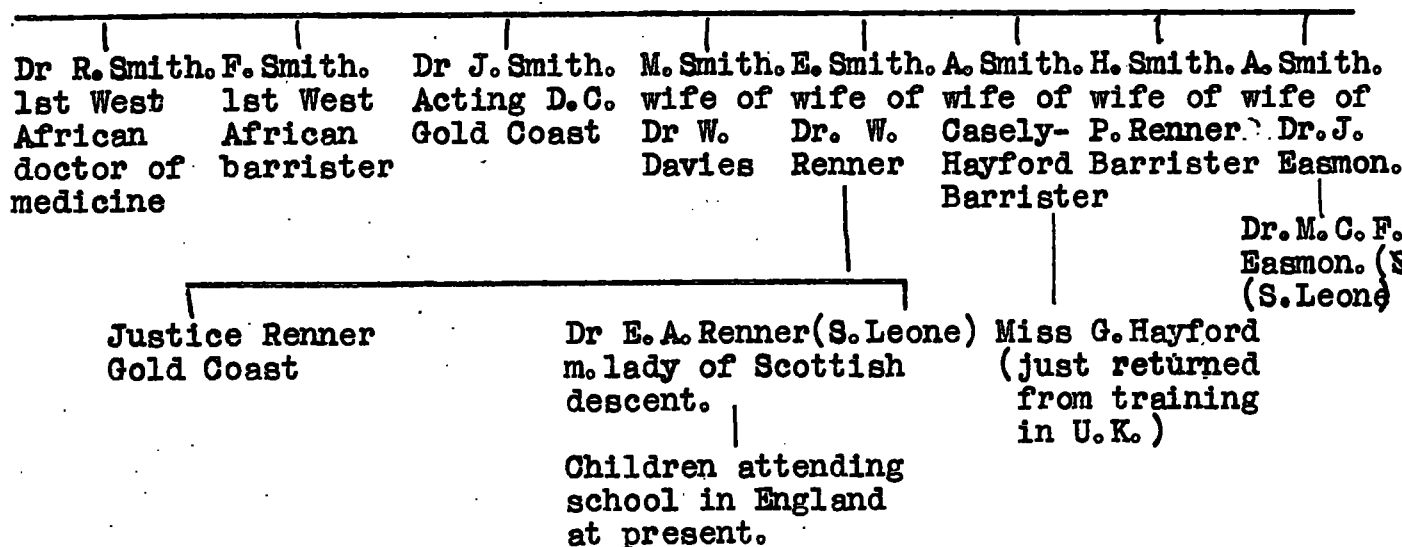 Dr R. Smith.
1st West
African
doctor of
medicine
F. Smith.
1st West
African
barrister
Dr J. Smith.
Acting D.C.
Gold Coast
M. Smith.
wife of
Dr W.
Davies
E. Smith.
wife of
Dr. W.
Renner
A. Smith.
wife of
Casely-
Hayford
Barrister
H. Smith.
wife of
P. Renner
Barrister
A. Smith.
wife of
Dr. J.
Easmon.
Dr. M. C. F.
Easmon. (S
(S. Leone)
Justice Renner
Gold Coast
Dr E. A. Renner (S. Leone)
m. lady of Scottish
descent.
Miss G. Hayford
(just returned
from training
in U.K.)
Children attending
school in England
at present.